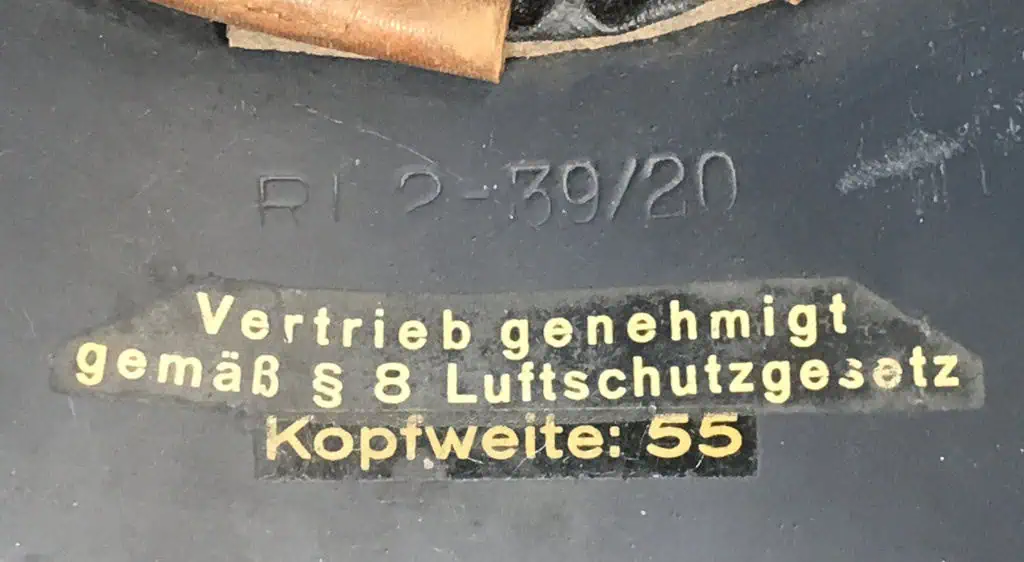 RL 2-39/20
Vertrieb genehmigt
gemäß § 8 Luftschutzgesetz
Kopfweite: 55